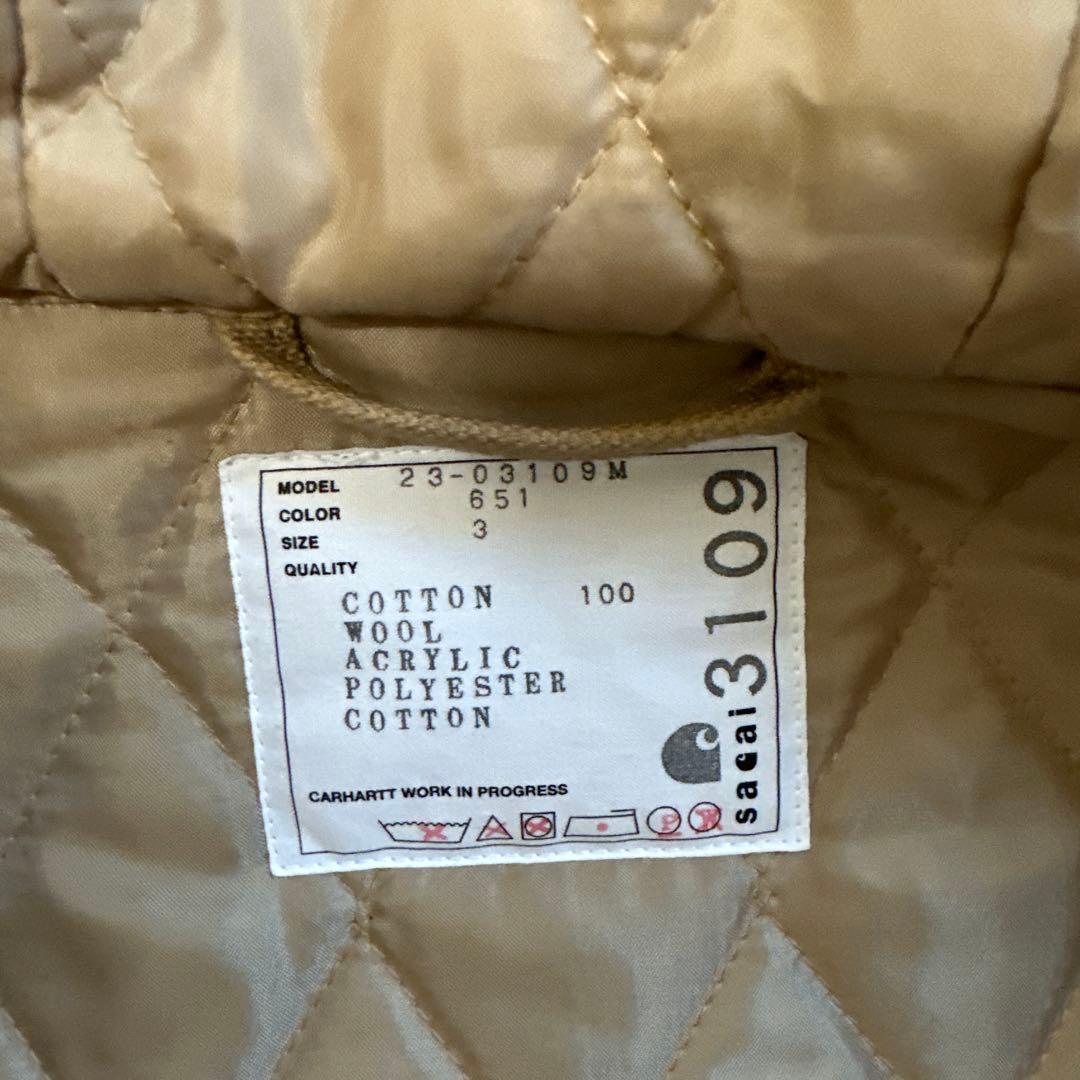 MODEL 23-03109M
COLOR 651
SIZE 3
QUALITY
COTTON 100
WOOL
ACRYLIC
POLYESTER
COTTON
CARHARTT WORK IN PROGRESS
P
sacai 3109